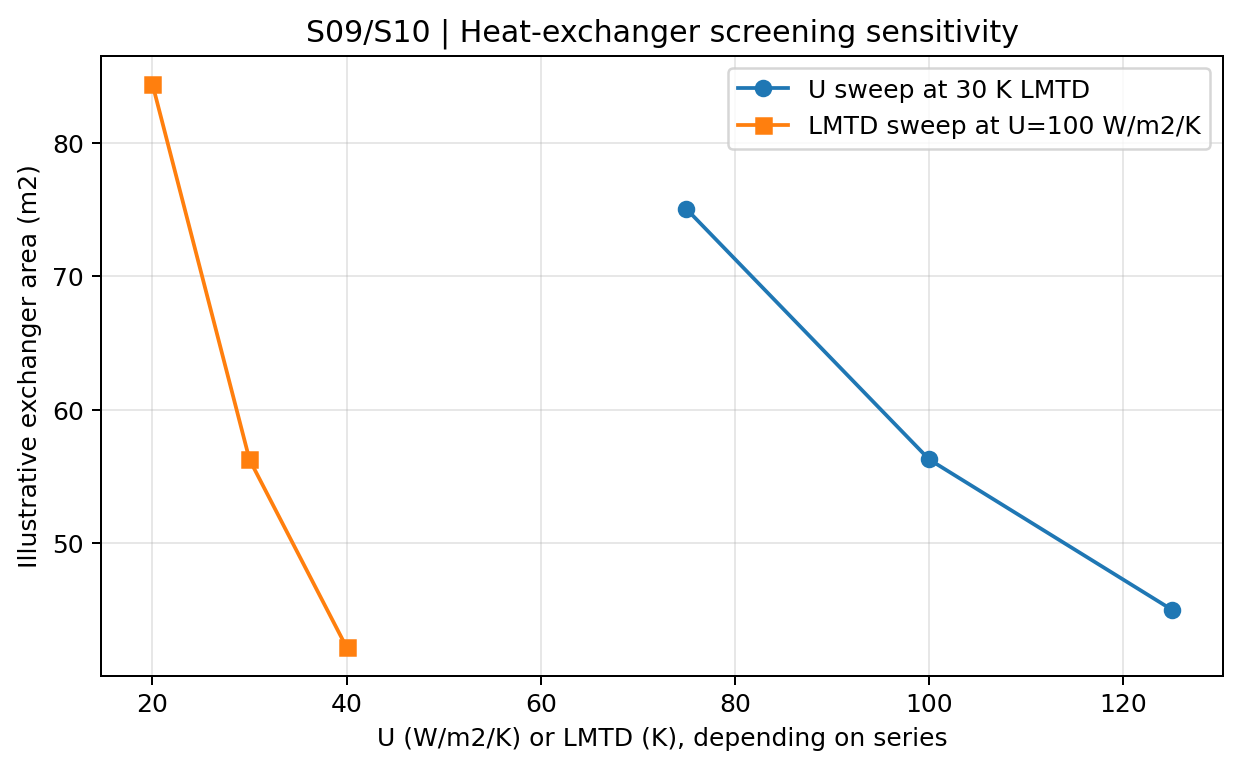 S09/S10 | Heat-exchanger screening sensitivity
U sweep at 30 K LMTD
LMTD sweep at U=100 W/m2/K
Illustrative exchanger area (m2)
80
70
60
50
20
40
60
80
100
120
U (W/m2/K) or LMTD (K), depending on series